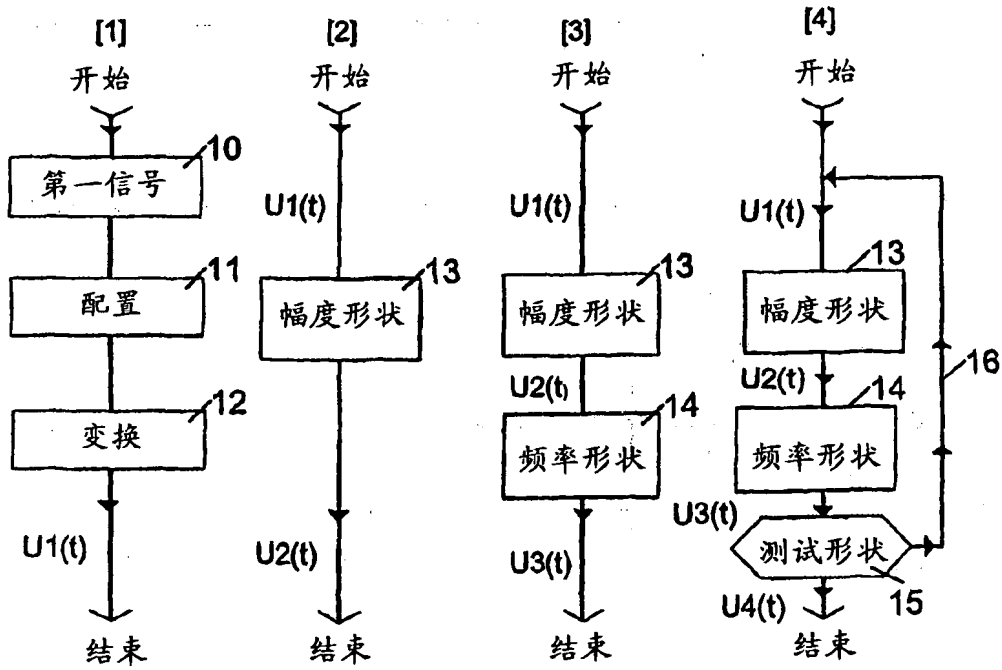 [1]
开始
10
第一信号
11
配置
12
变换
U1(t)
结束
[2]
开始
U1(t)
13
幅度形状
U2(t)
结束
[3]
开始
U1(t)
13
幅度形状
U2(t)
14
频率形状
U3(t)
结束
[4]
开始
U1(t)
13
幅度形状
16
U2(t)
14
频率形状
U3(t)
测试形状
15
U4(t)
结束